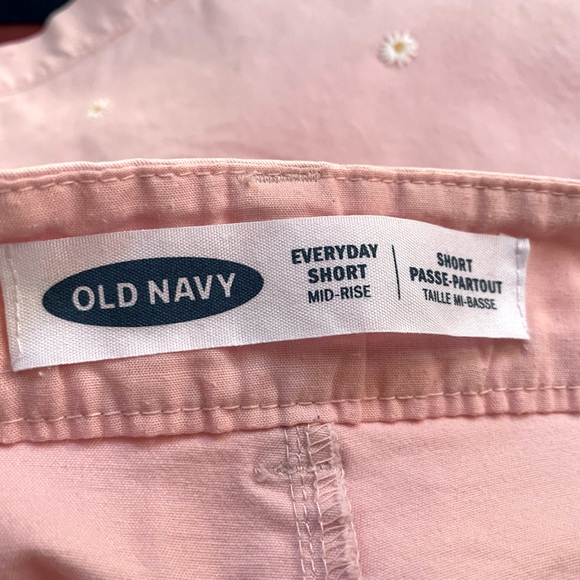 OLD NAVY
EVERYDAY
SHORT
MID-RISE
SHORT
PASSE-PARTOUT
TAILLE MI-BASSE